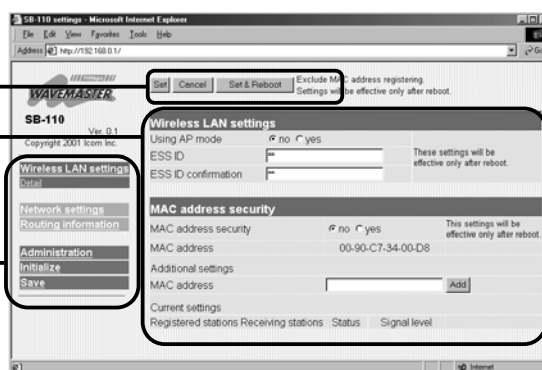 SB-110 settings - Microsoft Internet Explorer
File Edit View Favorites Tools Help
Address http://192.168.0.1/
WAVEMASTER
SB-110
Ver. 0.1
Copyright 2001 Icom Inc.
Wireless LAN settings
Detail
Network settings
Routing information
Administration
Initialize
Save
Set Cancel Set & Reboot
Exclude MAC address registering.
Settings will be effective only after reboot.
Wireless LAN settings
Using AP mode no yes
ESS ID **
ESS ID confirmation **
These settings will be
effective only after reboot.
MAC address security
MAC address security no yes
This settings will be
effective only after reboot.
MAC address 00-90-C7-34-00-D8
Additional settings
MAC address Add
Current settings
Registered stations Receiving stations Status Signal level
Internet